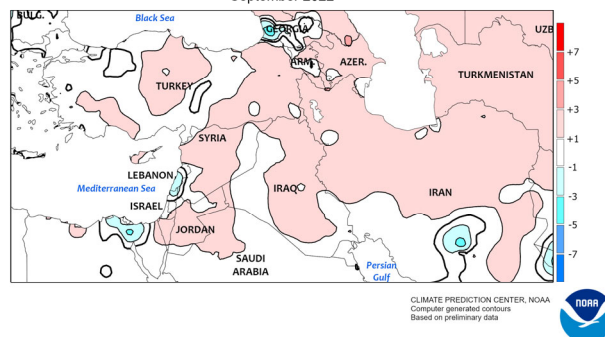 September 2022
BULG.
Black Sea
GEORGIA
UZB
ARM.
AZER.
TURKMENISTAN
TURKEY
SYRIA
LEBANON
Mediterranean Sea
IRAQ
IRAN
ISRAEL
JORDAN
SAUDI
ARABIA
Persian
Gulf
+7
+5
+3
+1
-1
-3
-5
-7
CLIMATE PREDICTION CENTER, NOAA
Computer generated contours
Based on preliminary data
NOAA